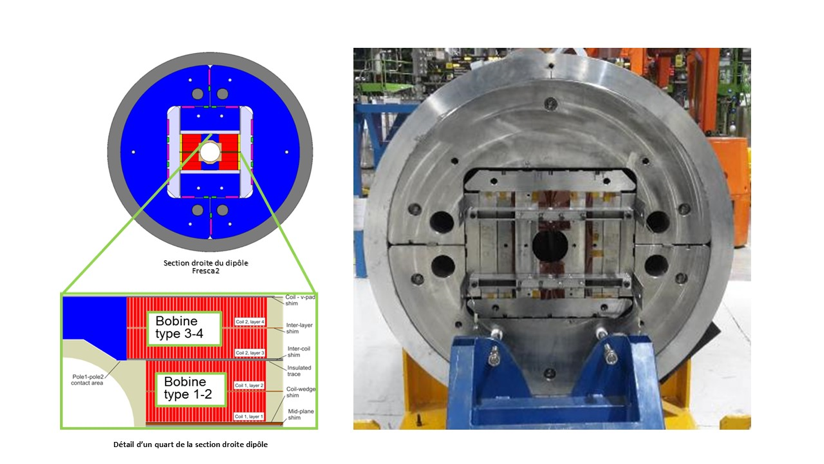 Section droite du dipôle
Fresca2
Coil - v-pad
shim
Bobine
type 3-4
Coil 2, layer 4
Inter-layer
shim
Coil 2, layer 3
Inter-coil
shim
Pole1-pole2
contact area
Insulated
trace
Bobine
type 1-2
Coil 1, layer 2
Coil-wedge
shim
Coil 1, layer 1
Mid-plane
shim
Détail d'un quart de la section droite dipôle